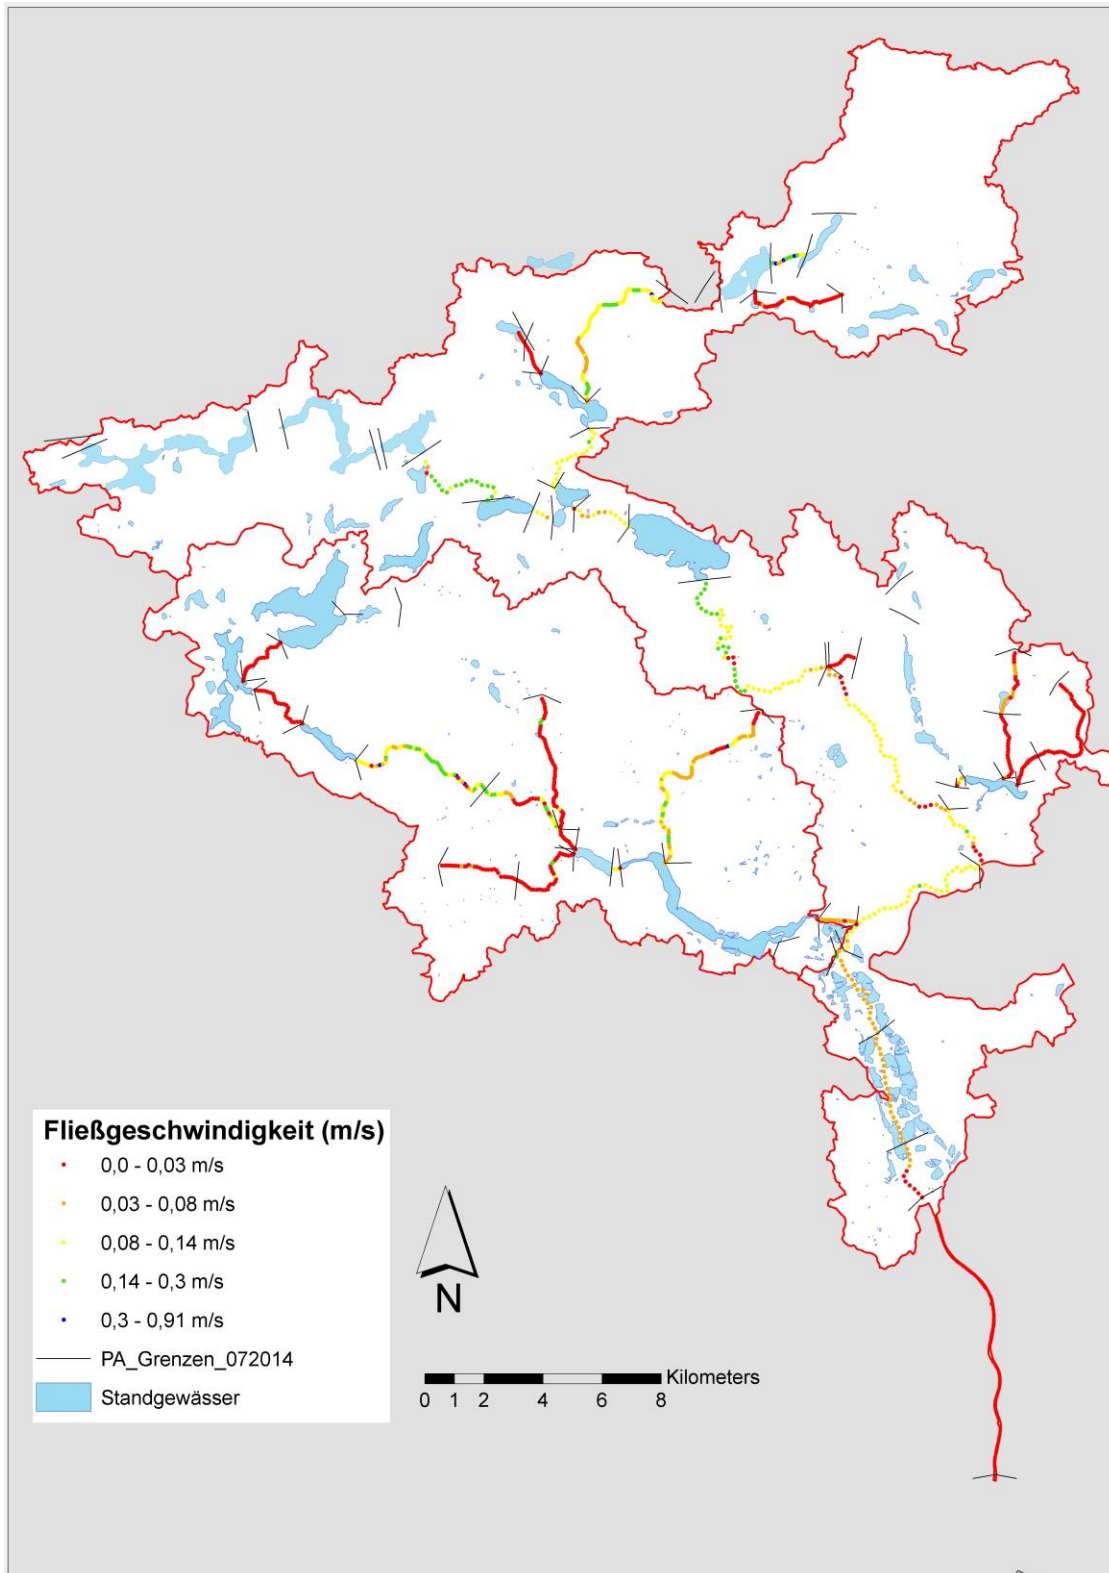 Fließgeschwindigkeit (m/s)
0,0 - 0,03 m/s
0,03 - 0,08 m/s
0,08 - 0,14 m/s
0,14 - 0,3 m/s
0,3 - 0,91 m/s
PA_Grenzen_072014
Standgewässer
N
Kilometers
0 1 2 4 6 8